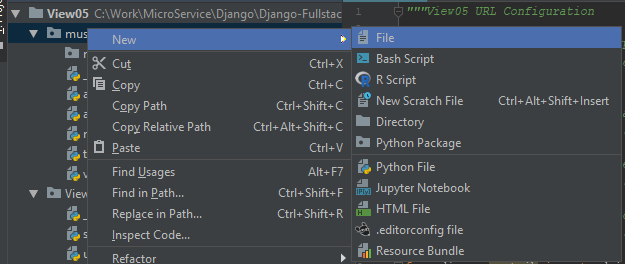 View05 C:\Work\MicroService\Django\Django-Fullstac
"""View05 URL Configuration
New
File
Bash Script
Cut Ctrl+X
R Script
Copy Ctrl+C
New Scratch File Ctrl+Alt+Shift+Insert
Copy Path Ctrl+Shift+C
Directory
Copy Relative Path Ctrl+Alt+Shift+C
Python Package
Paste Ctrl+V
Python File
Find Usages Alt+F7
Jupyter Notebook
Find in Path... Ctrl+Shift+F
HTML File
Replace in Path... Ctrl+Shift+R
.editorconfig file
Inspect Code...
Resource Bundle
Refactor